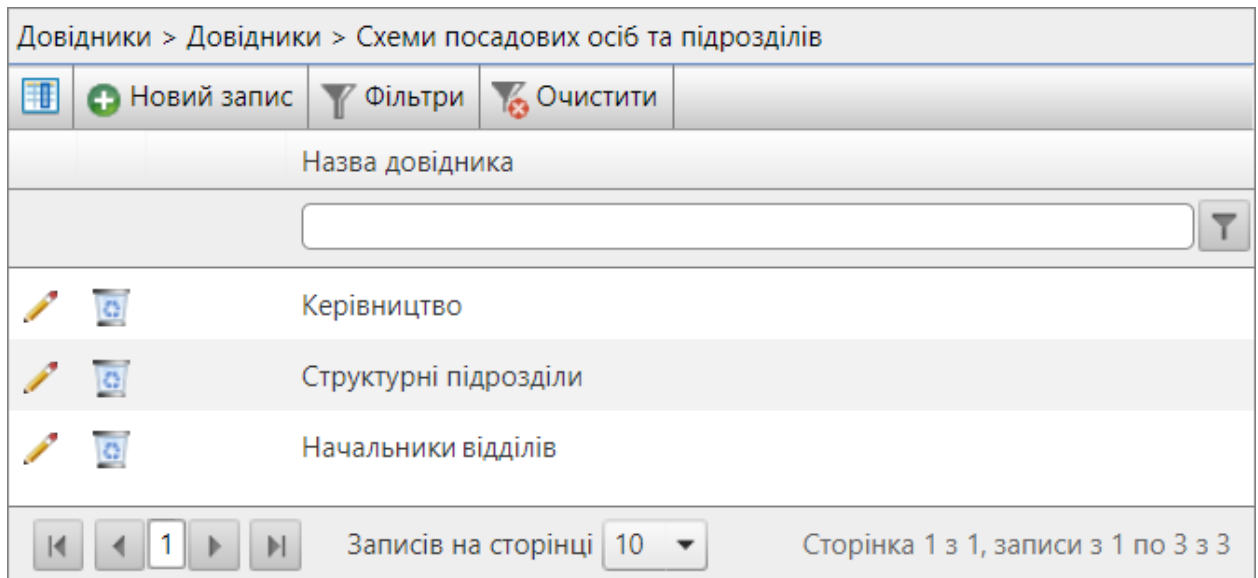 Довідники > Довідники > Схеми посадових осіб та підрозділів
Новий запис Фільтри Очистити
Назва довідника
Керівництво
Структурні підрозділи
Начальники відділів
1 Записів на сторінці 10 Сторінка 1 з 1, записи з 1 по 3 з 3